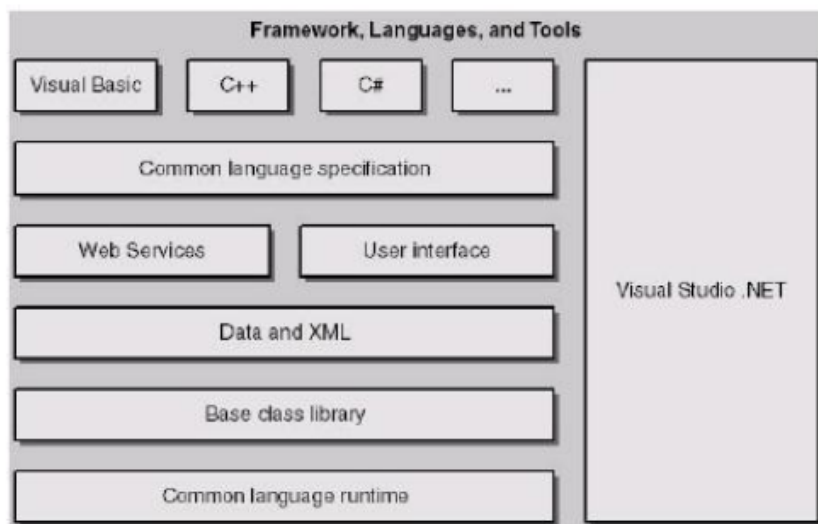 Framework, Languages, and Tools
Visual Basic
C++
C#
...
Common language specification
Web Services
User interface
Visual Studio .NET
Data and XML
Base class library
Common language runtime